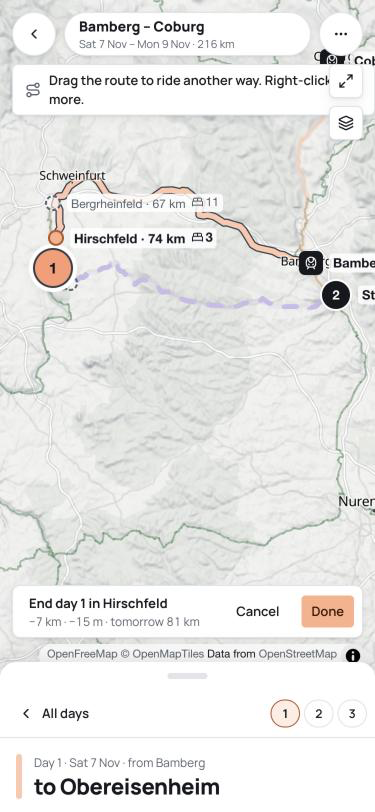 Bamberg – Coburg
Sat 7 Nov – Mon 9 Nov · 216 km
Drag the route to ride another way. Right-click
more.
Schweinfurt
Bergrheinfeld · 67 km 11
Hirschfeld · 74 km 3
1
Bambe
2
St
Nurem
End day 1 in Hirschfeld
−7 km · −15 m · tomorrow 81 km
Cancel
Done
OpenFreeMap © OpenMapTiles Data from OpenStreetMap
All days
1
2
3
Day 1 · Sat 7 Nov · from Bamberg
to Obereisenheim